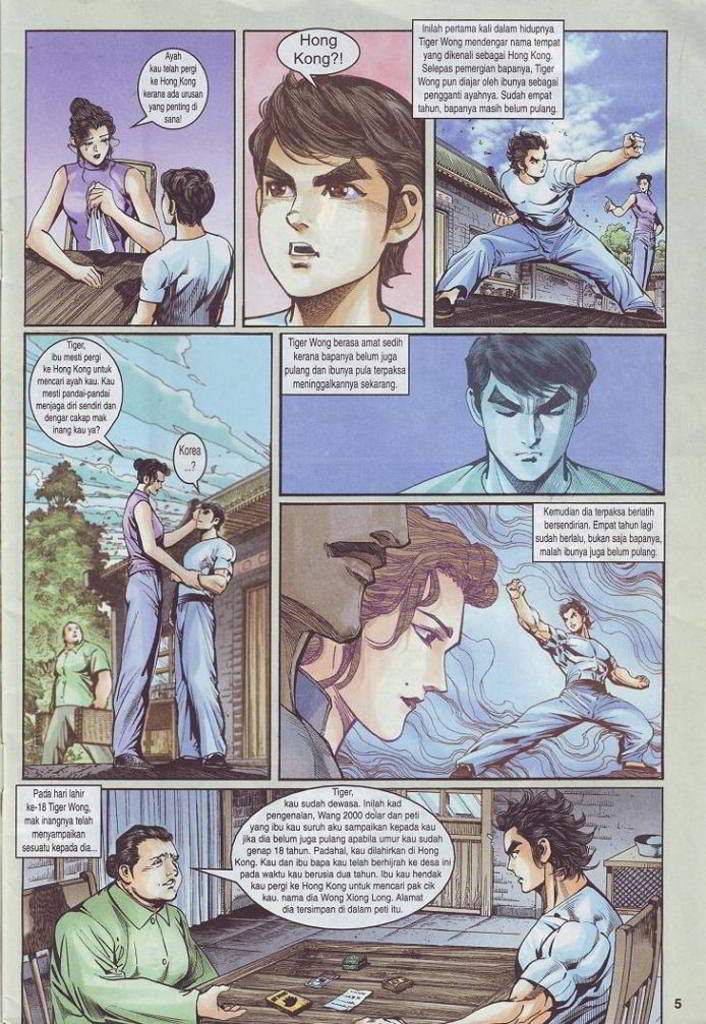 Ayah
kau telah pergi
ke Hong Kong
kerana ada urusan
yang penting di
sana!
Hong
Kong?!
Inilah pertama kali dalam hidupnya
Tiger Wong mendengar nama tempat
yang dikenali sebagai Hong Kong.
Selepas pemergian bapanya, Tiger
Wong pun diajar oleh ibunya sebagai
pengganti ayahnya. Sudah empat
tahun, bapanya masih belum pulang.
Tiger,
ibu mesti pergi
ke Hong Kong untuk
mencari ayah kau. Kau
mesti pandai-pandai
menjaga diri sendiri dan
dengar cakap mak
inang kau ya?
Korea
...?
Tiger Wong berasa amat sedih
kerana bapanya belum juga
pulang dan ibunya pula terpaksa
meninggalkannya sekarang.
Kemudian dia terpaksa berlatih
bersendirian. Empat tahun lagi
sudah berlalu, bukan saja yang,
malah ibunya juga belum pulang.
Pada hari lahir
ke-18 Tiger Wong,
mak inangnya telah
menyampaikan
sesuatu kepada dia...
Tiger,
kau sudah dewasa. Inilah kad
pengenalan, Wang 2000 dolar dan peti
yang ibu kau suruh aku sampaikan kepada kau
jika dia belum juga pulang apabila umur kau sudah
genap 18 tahun. Padahal, kau dilahirkan di Hong
Kong. Kau dan ibu bapa kau telah berhijrah ke desa ini
pada waktu kau berusia dua tahun. Ibu kau hendak
kau pergi ke Hong Kong untuk mencari pak cik
kau. nama dia Wong Xiong Long. Alamat
dia tersimpan di dalam peti itu.
5